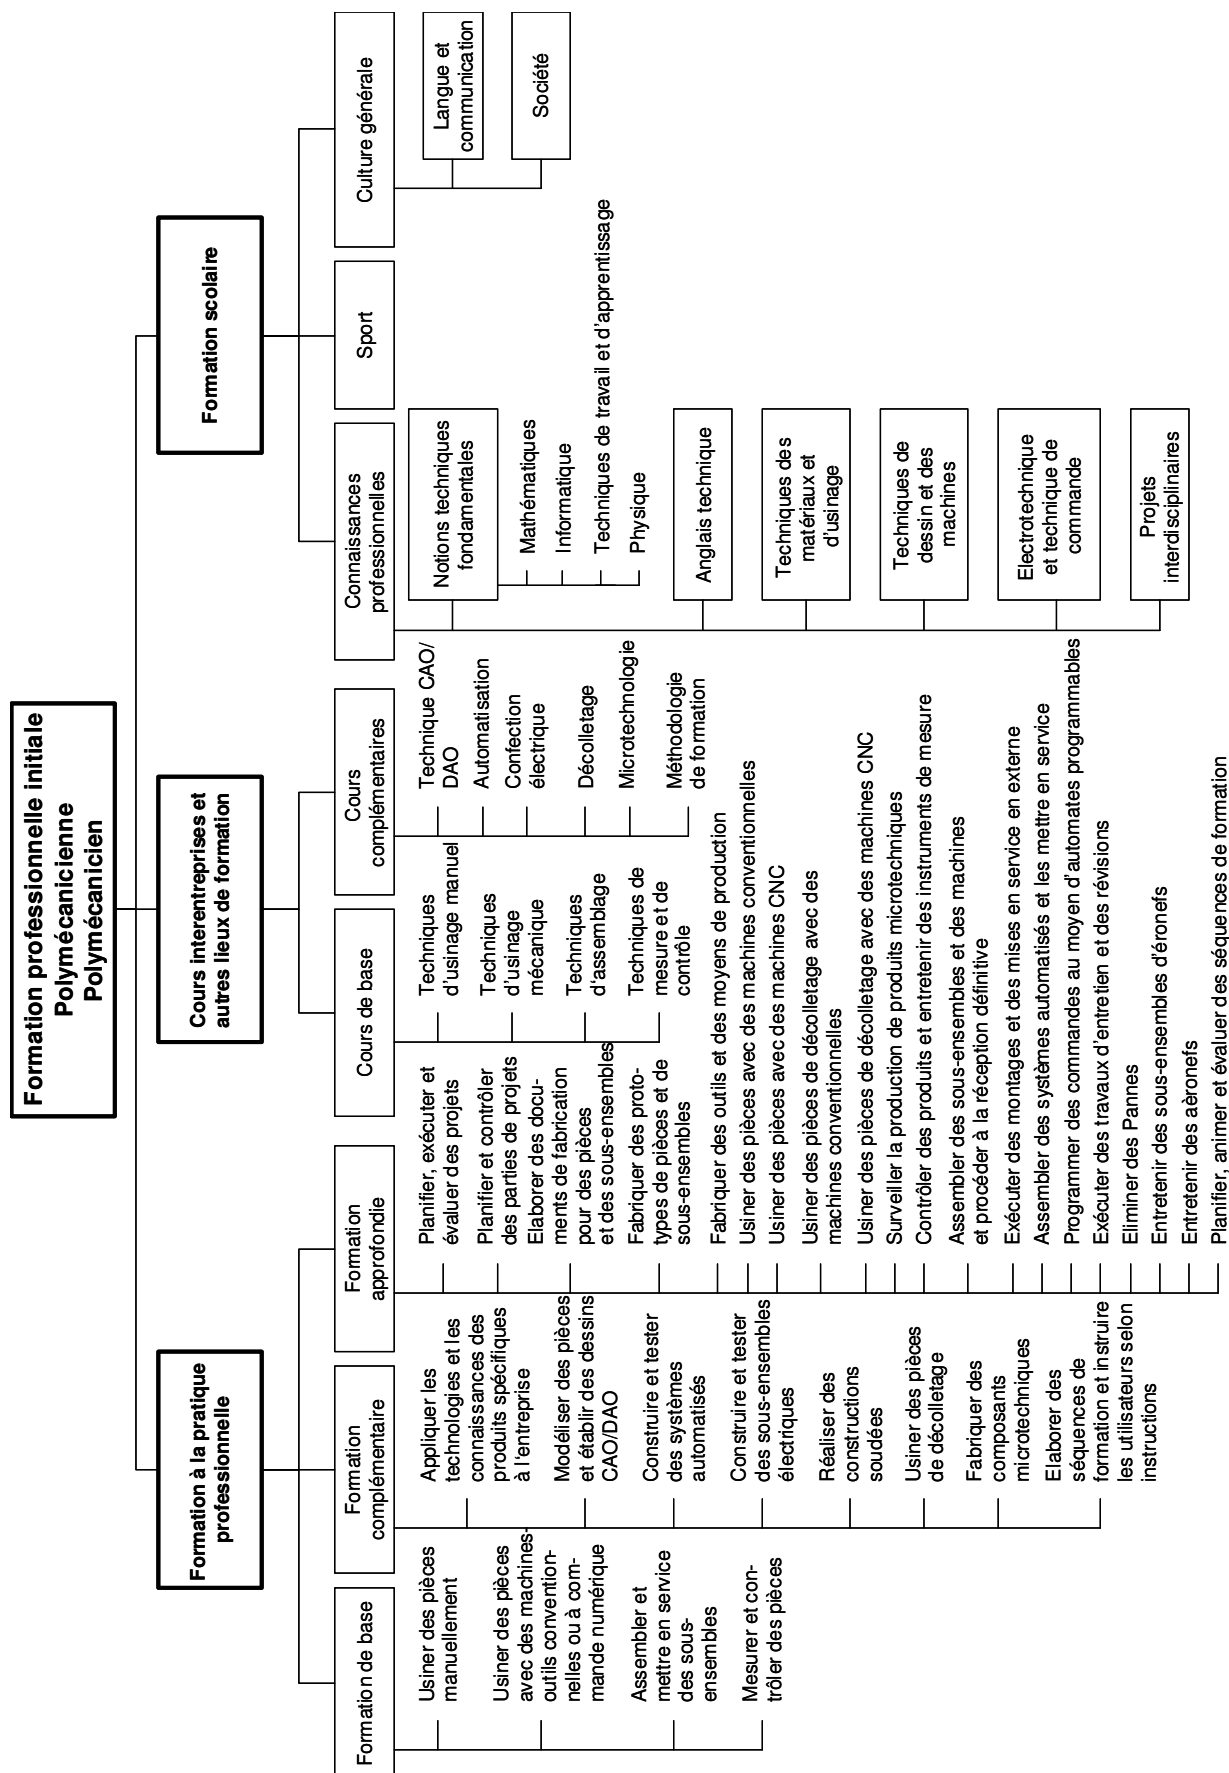 Formation professionnelle initiale
Polymécanicienne
Polymécanicien
Formation à la pratique
professionnelle
Formation de base
Usiner des pièces
manuellement
Usiner des pièces
avec des machines-
outils convention-
nelles ou à com-
mande numérique
Assembler et
mettre en service
des sous-
ensembles
Mesurer et con-
trôler des pièces
Formation
complémentaire
Appliquer les
technologies et les
connaissances des
produits spécifiques
à l'entreprise
Modéliser des pièces
et établir des dessins
CAO/DAO
Construire et tester
des systèmes
automatisés
Construire et tester
des sous-ensembles
électriques
Réaliser des
constructions
soudées
Usiner des pièces
de décolletage
Fabriquer des
composants
microtechniques
Elaborer des
séquences de
formation et instruire
les utilisateurs selon
instructions
Formation
approfondie
Planifier, exécuter et
évaluer des projets
Planifier et contrôler
des parties de projets
Elaborer des docu-
ments de fabrication
pour des pièces
et des sous-ensembles
Fabriquer des proto-
types de pièces et de
sous-ensembles
Fabriquer des outils et des moyens de production
Usiner des pièces avec des machines conventionnelles
Usiner des pièces avec des machines CNC
Usiner des pièces de décolletage avec des
machines conventionnelles
Usiner des pièces de décolletage avec des machines CNC
Surveiller la production de produits microtechniques
Contrôler des produits et entretenir des instruments de mesure
Assembler des sous-ensembles et des machines
et procéder à la réception définitive
Exécuter des montages et des mises en service en externe
Assembler des systèmes automatisés et les mettre en service
Programmer des commandes au moyen d'automates programmables
Exécuter des travaux d'entretien et des révisions
Eliminer des Pannes
Entretenir des sous-ensembles d'éronefs
Entretenir des aèronefs
Planifier, animer et évaluer des séquences de formation
Cours interentreprises et
autres lieux de formation
Cours de base
Techniques
d'usinage manuel
Techniques
d'usinage
mécanique
Techniques
d'assemblage
Techniques de
mesure et de
contrôle
Cours
complémentaires
Technique CAO/
DAO
Automatisation
Confection
électrique
Décolletage
Microtechnologie
Méthodologie
de formation
Formation scolaire
Connaissances
professionnelles
Notions techniques
fondamentales
Mathématiques
Informatique
Techniques de travail et d'apprentissage
Physique
Anglais technique
Techniques des
matériaux et
d'usinage
Techniques de
dessin et des
machines
Electrotechnique
et technique de
commande
Projets
interdisciplinaires
Sport
Culture générale
Langue et
communication
Société